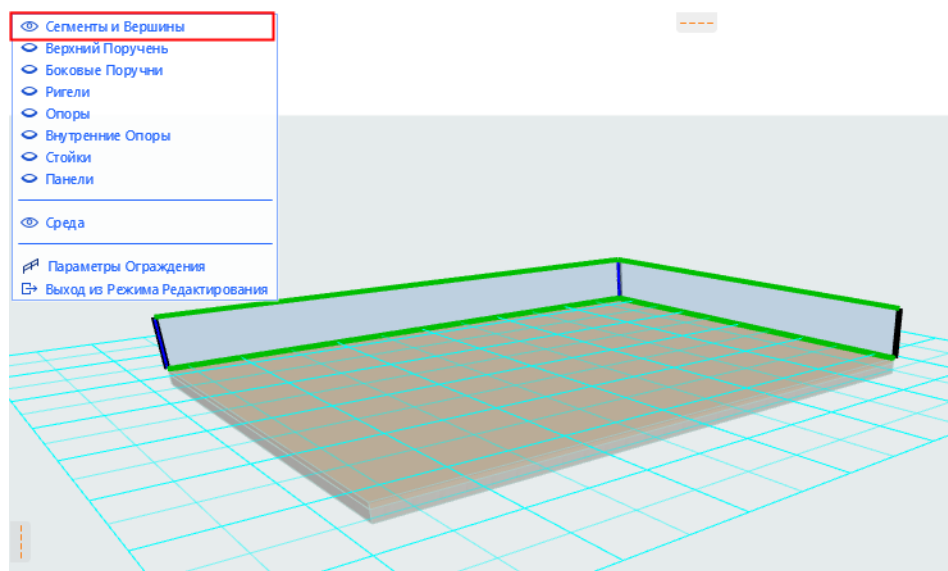 Сегменты и Вершины
Верхний Поручень
Боковые Поручни
Ригели
Опоры
Внутренние Опоры
Стойки
Панели
Среда
Параметры Ограждения
Выход из Режима Редактирования